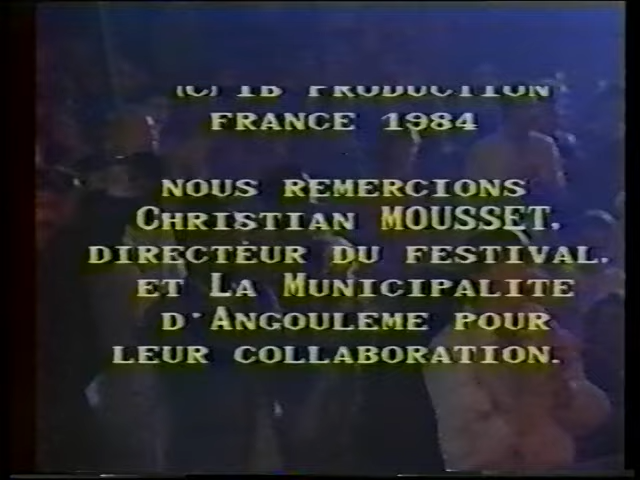 (C) IB PRODUCTION
FRANCE 1984
NOUS REMERCIONS
CHRISTIAN MOUSSET.
DIRECTEUR DU FESTIVAL.
ET LA MUNICIPALITE
D'ANGOULEME POUR
LEUR COLLABORATION.